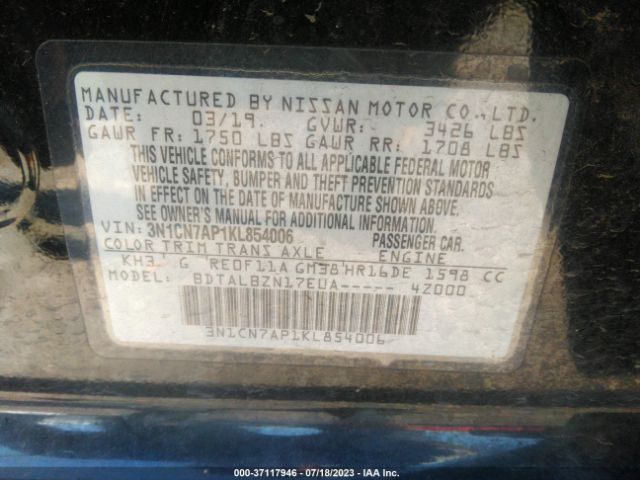 MANUFACTURED BY NISSAN MOTOR CO.,LTD.
DATE: 03/19. GVWR: 3426 LBS
GAWR FR: 1750 LBS GAWR RR: 1708 LBS
THIS VEHICLE CONFORMS TO ALL APPLICABLE FEDERAL MOTOR
VEHICLE SAFETY, BUMPER AND THEFT PREVENTION STANDARDS
IN EFFECT ON THE DATE OF MANUFACTURE SHOWN ABOVE.
SEE OWNER'S MANUAL FOR ADDITIONAL INFORMATION.
VIN: 3N1CN7AP1KL854006 PASSENGER CAR.
COLOR TRIM TRANS AXLE ENGINE
KH3 G RE0F11A GM38 HR16DE 1598 CC
MODEL: BDTALBZN17EUA----- 42000
3N1CN7AP1KL854006
000-37117946 - 07/18/2023 - IAA Inc.